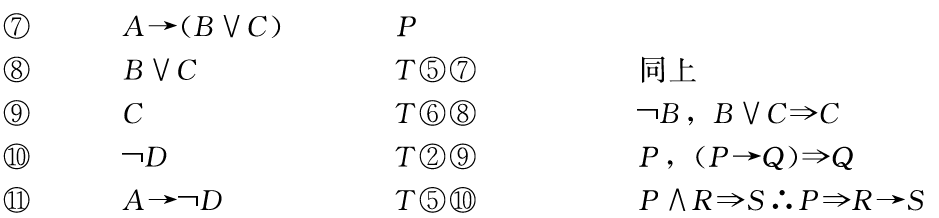 ⑦ A→(B∨C) P
⑧ B∨C T⑤⑦ 同上
⑨ C T⑥⑧ ¬B，B∨C⇒C
⑩ ¬D T②⑨ P，(P→Q)⇒Q
⑪ A→¬D T⑤⑩ P∧R⇒S∴P⇒R→S